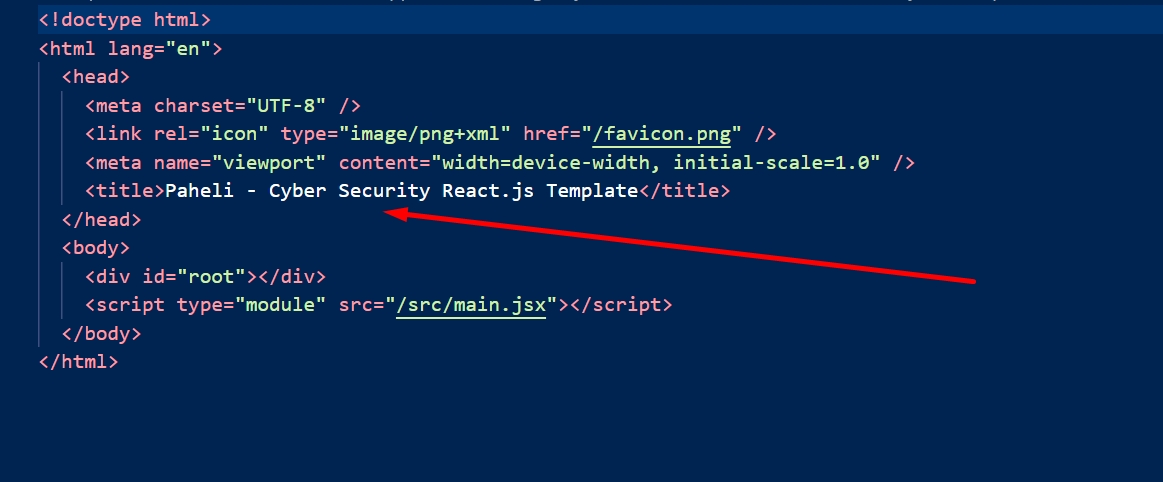 <!doctype html>
<html lang="en">
<head>
<meta charset="UTF-8" />
<link rel="icon" type="image/png+xml" href="/favicon.png" />
<meta name="viewport" content="width=device-width, initial-scale=1.0" />
<title>Paheli - Cyber Security React.js Template</title>
</head>
<body>
<div id="root"></div>
<script type="module" src="/src/main.jsx"></script>
</body>
</html>